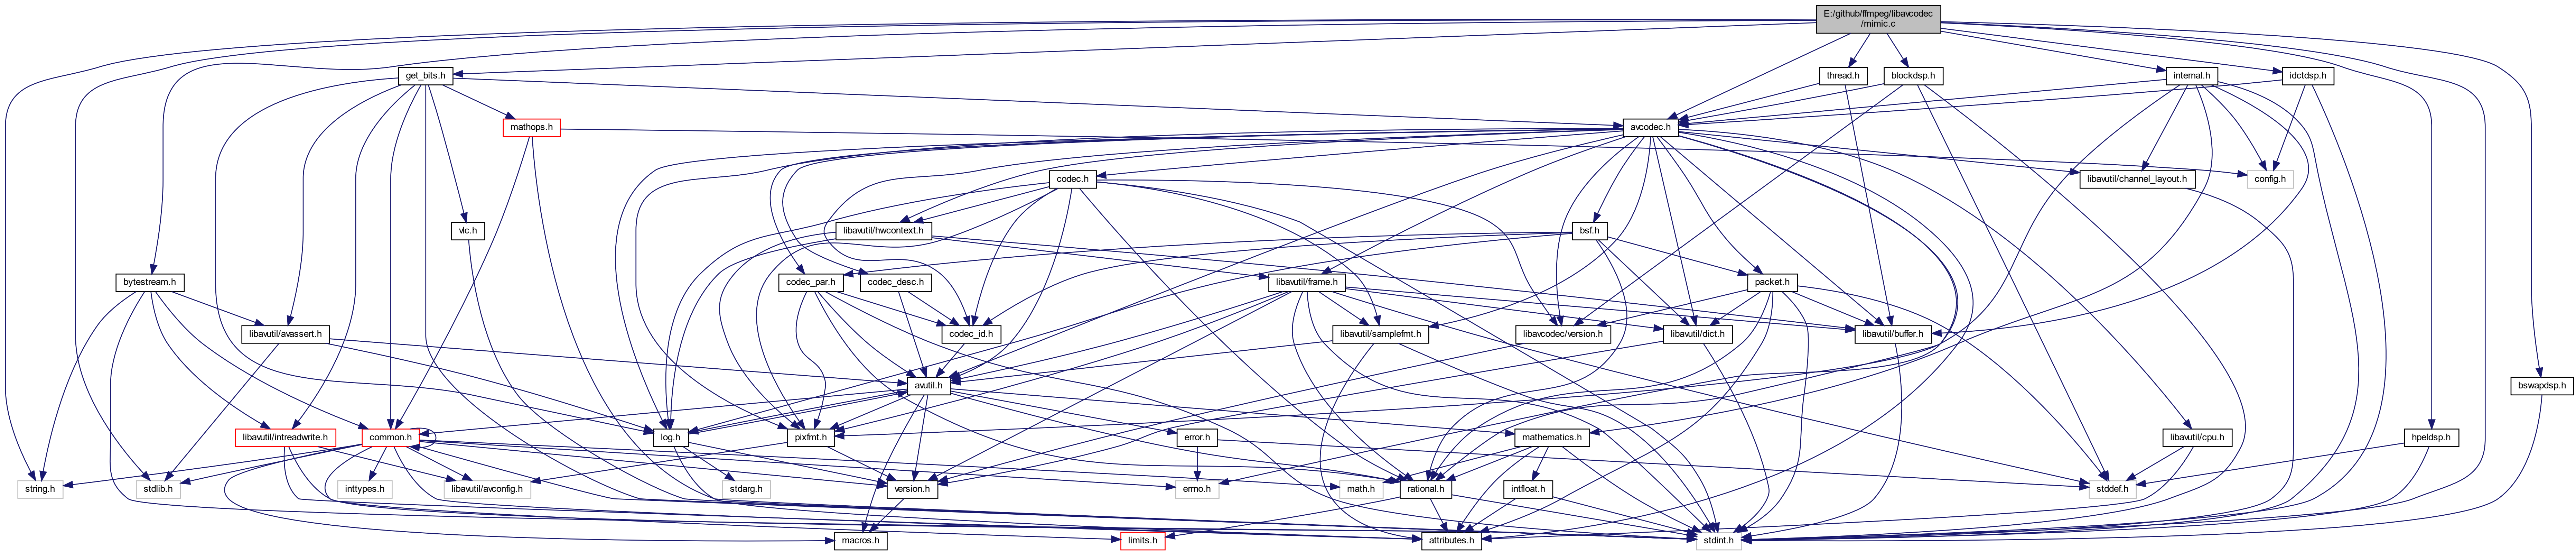 E:/github/ffmpeg/libavcodec
/mimic.c
get_bits.h
thread.h
blockdsp.h
internal.h
idctdsp.h
mathops.h
avcodec.h
codec.h
libavutil/channel_layout.h
config.h
vlc.h
libavutil/hwcontext.h
bsf.h
bytestream.h
codec_par.h
codec_desc.h
libavutil/frame.h
packet.h
libavutil/avassert.h
codec_id.h
libavutil/samplefmt.h
libavcodec/version.h
libavutil/dict.h
libavutil/buffer.h
avutil.h
bswapdsp.h
libavutil/intreadwrite.h
common.h
log.h
pixfmt.h
error.h
mathematics.h
libavutil/cpu.h
hpeldsp.h
string.h
stdlib.h
inttypes.h
libavutil/avconfig.h
stdarg.h
version.h
errno.h
math.h
rational.h
intfloat.h
stddef.h
macros.h
limits.h
attributes.h
stdint.h